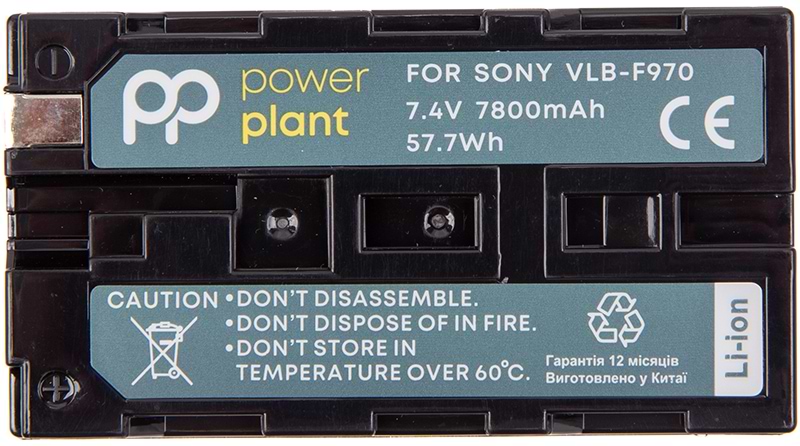 pp
power
plant
FOR SONY VLB-F970
7.4V 7800mAh
57.7Wh
CE
CAUTION •DON'T DISASSEMBLE.
•DON'T DISPOSE OF IN FIRE.
•DON'T STORE IN
TEMPERATURE OVER 60°C.
Гарантія 12 місяців
Виготовлено у Китаї
Li-ion